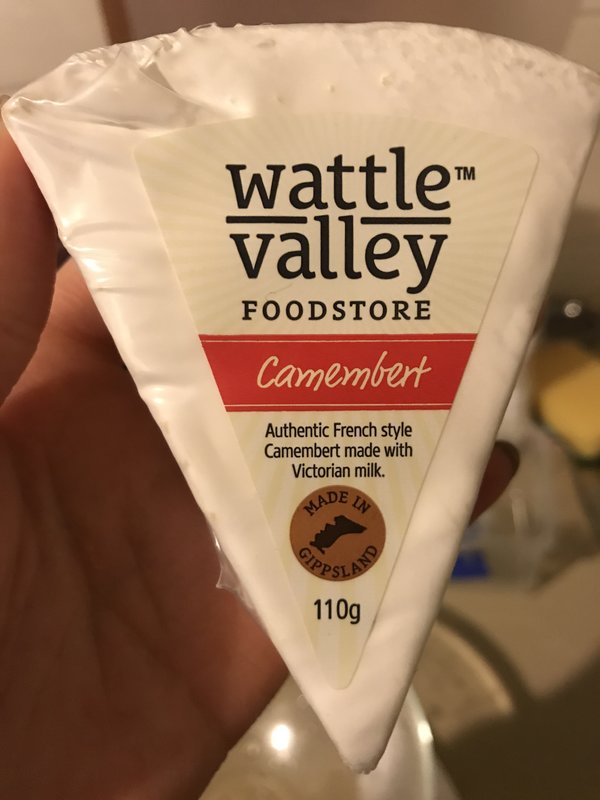 wattle™
valley
FOODSTORE
Camembert
Authentic French style
Camembert made with
Victorian milk.
MADE IN
GIPPSLAND
110g